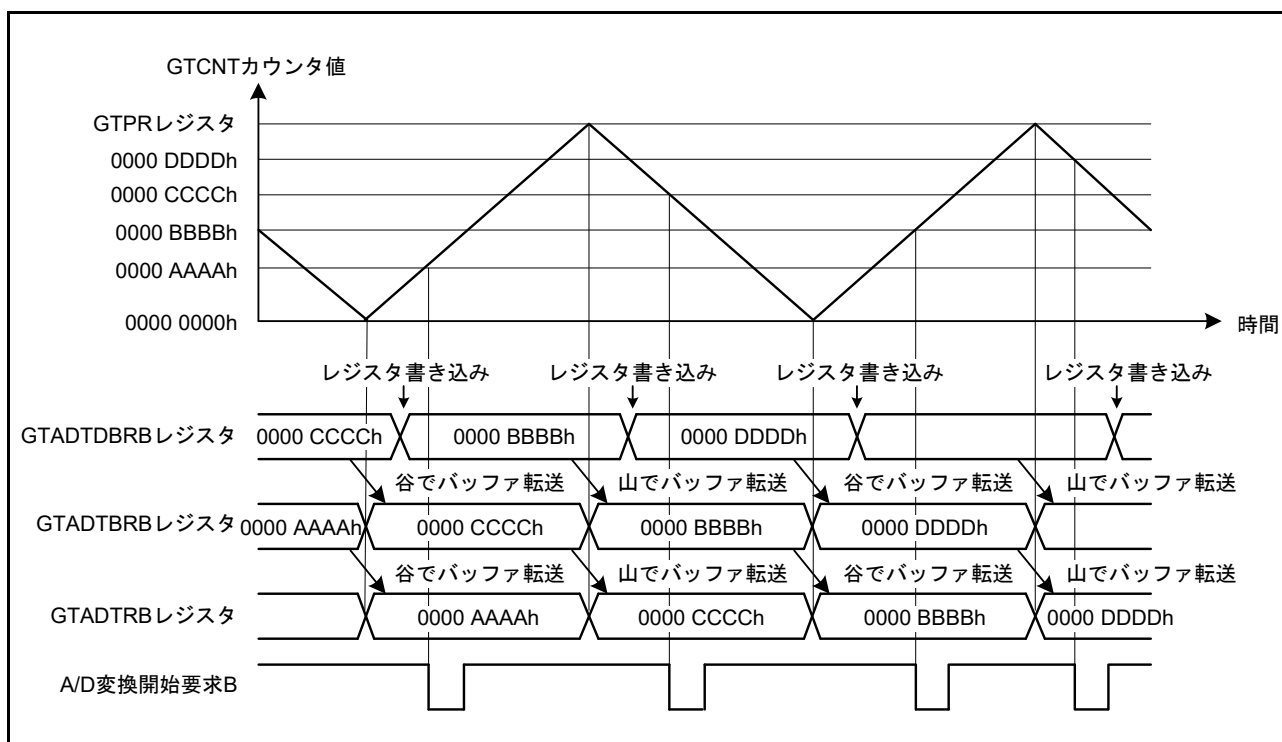 GTCNTカウンタ値
GTPRレジスタ
0000 DDDDh
0000 CCCCh
0000 BBBBh
0000 AAAAh
0000 0000h
時間
レジスタ書き込み レジスタ書き込み レジスタ書き込み レジスタ書き込み
GTADTDBRBレジスタ 0000 CCCCh 0000 BBBBh 0000 DDDDh
谷でバッファ転送 山でバッファ転送 谷でバッファ転送 山でバッファ転送
GTADTBRBレジスタ 0000 AAAAh 0000 CCCCh 0000 BBBBh 0000 DDDDh
谷でバッファ転送 山でバッファ転送 谷でバッファ転送 山でバッファ転送
GTADTRBレジスタ 0000 AAAAh 0000 CCCCh 0000 BBBBh 0000 DDDDh
A/D変換開始要求B